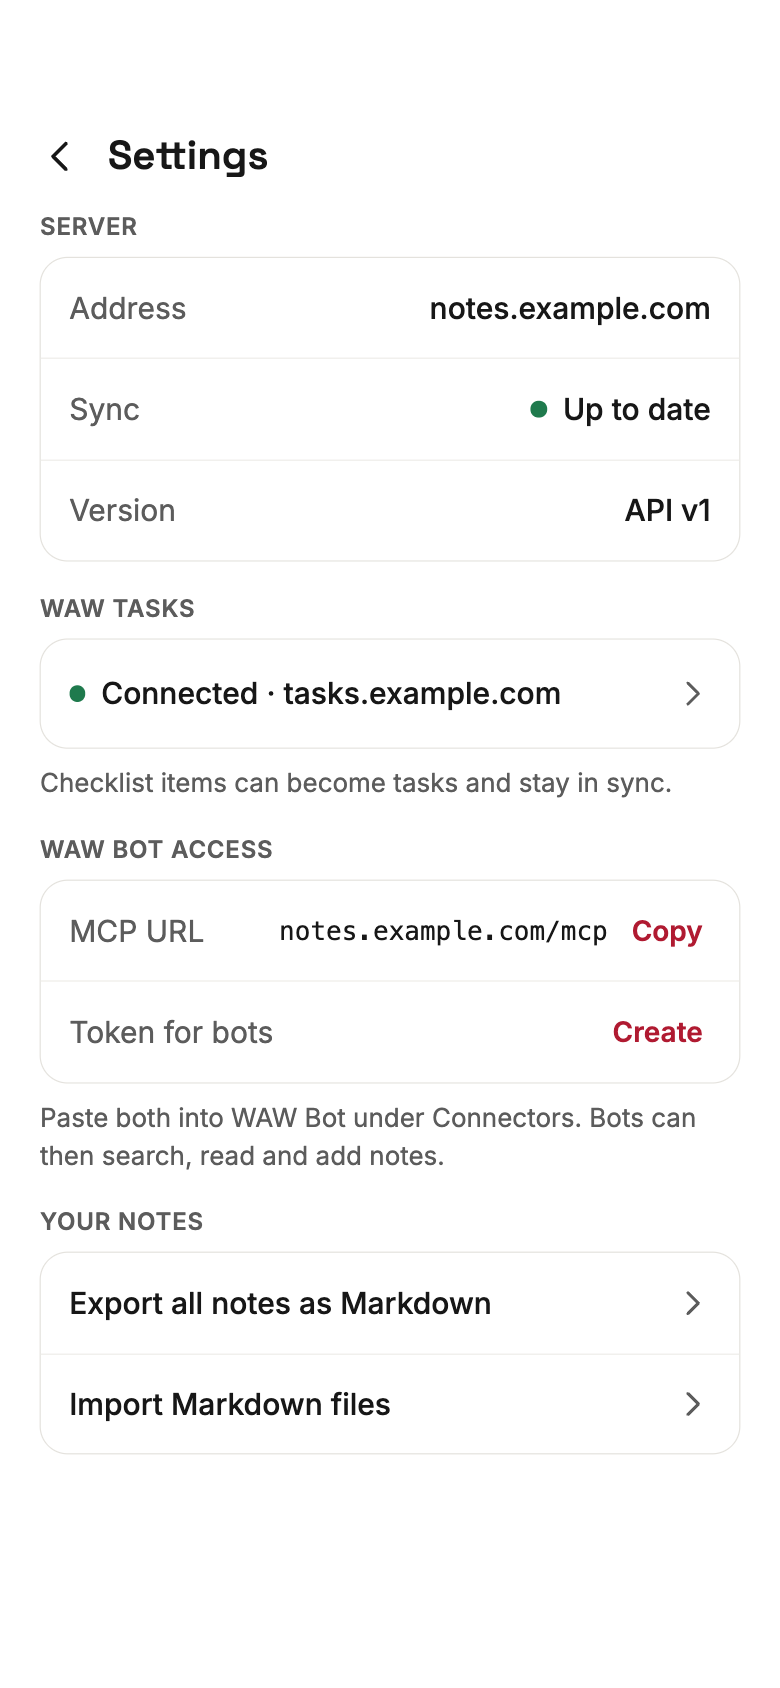 Settings
SERVER
Address notes.example.com
Sync Up to date
Version API v1
WAW TASKS
Connected · tasks.example.com
Checklist items can become tasks and stay in sync.
WAW BOT ACCESS
MCP URL notes.example.com/mcp Copy
Token for bots Create
Paste both into WAW Bot under Connectors. Bots can
then search, read and add notes.
YOUR NOTES
Export all notes as Markdown
Import Markdown files